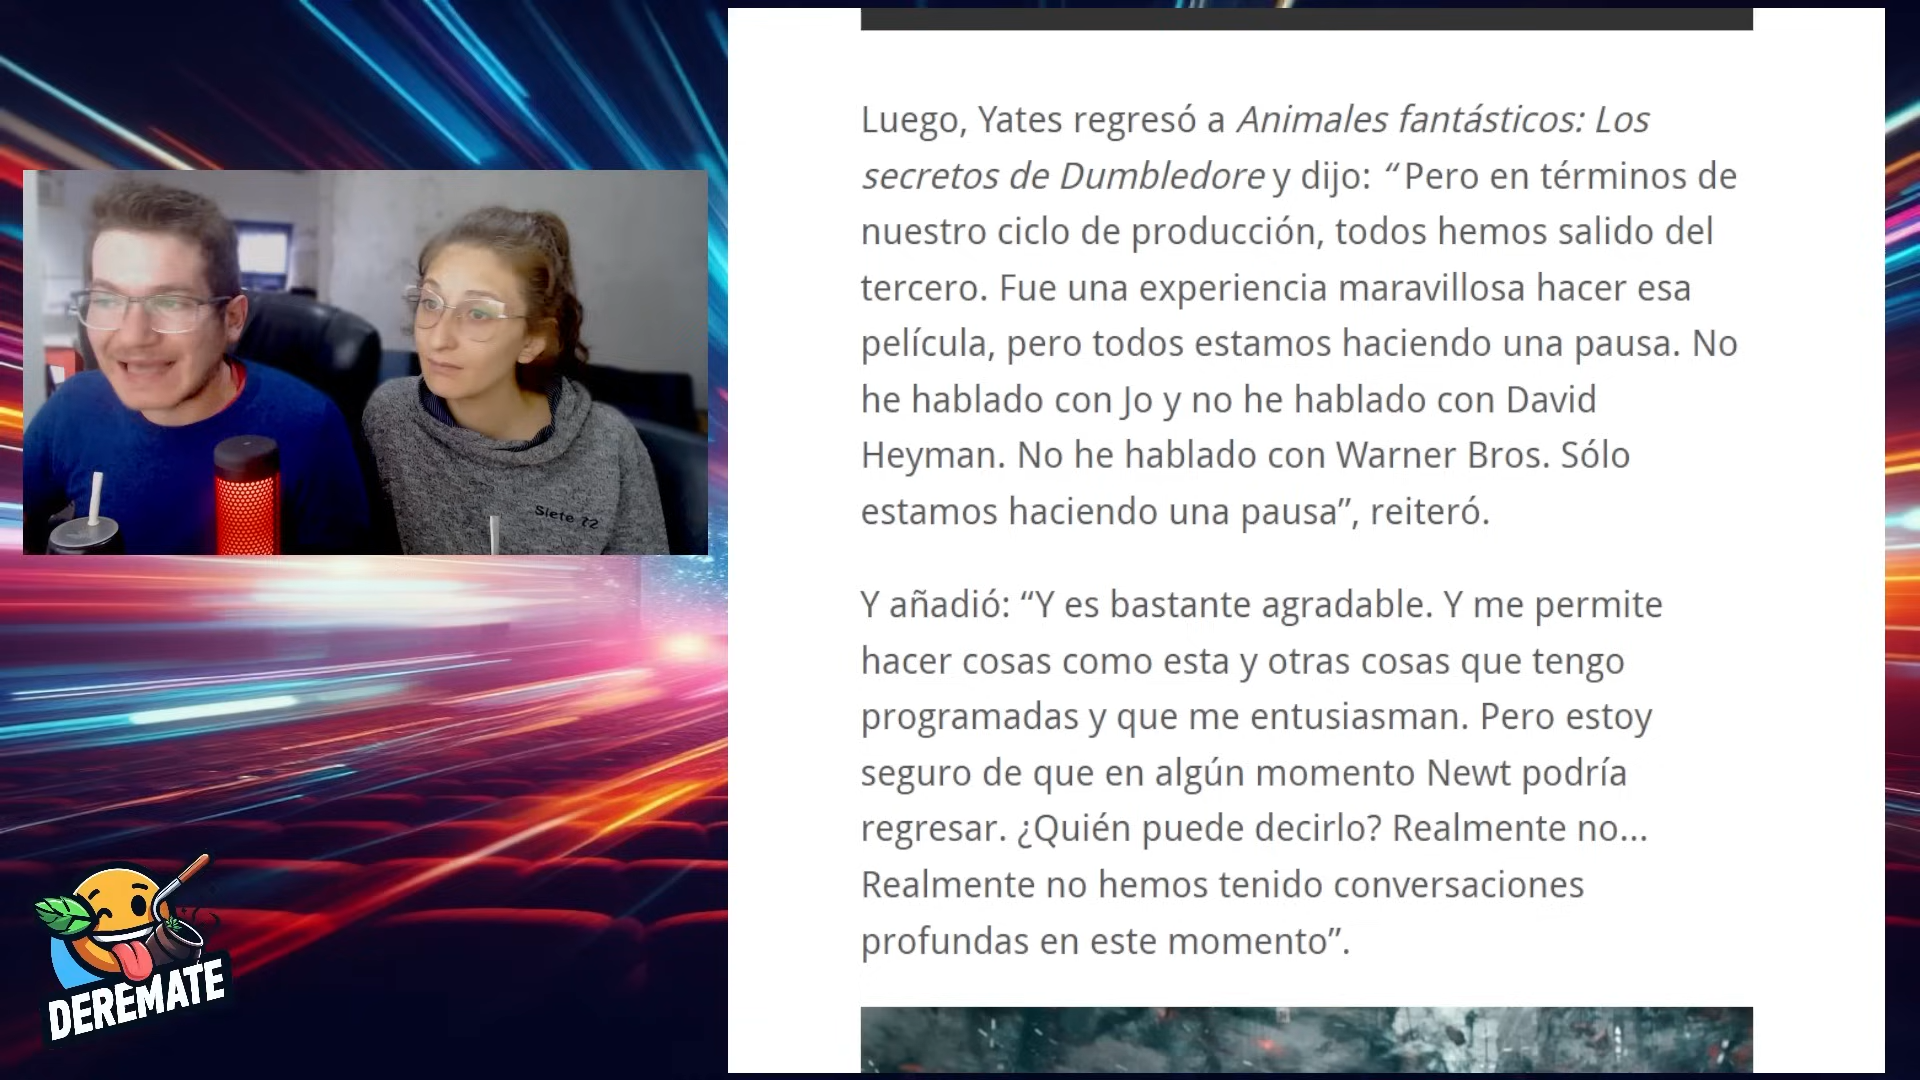 Luego, Yates regresó a Animales fantásticos: Los
secretos de Dumbledore y dijo: “Pero en términos de
nuestro ciclo de producción, todos hemos salido del
tercero. Fue una experiencia maravillosa hacer esa
película, pero todos estamos haciendo una pausa. No
he hablado con Jo y no he hablado con David
Heyman. No he hablado con Warner Bros. Sólo
estamos haciendo una pausa”, reiteró.
Y añadió: “Y es bastante agradable. Y me permite
hacer cosas como esta y otras cosas que tengo
programadas y que me entusiasman. Pero estoy
seguro de que en algún momento Newt podría
regresar. ¿Quién puede decirlo? Realmente no...
Realmente no hemos tenido conversaciones
profundas en este momento”.
Siete 72
DEREMATE